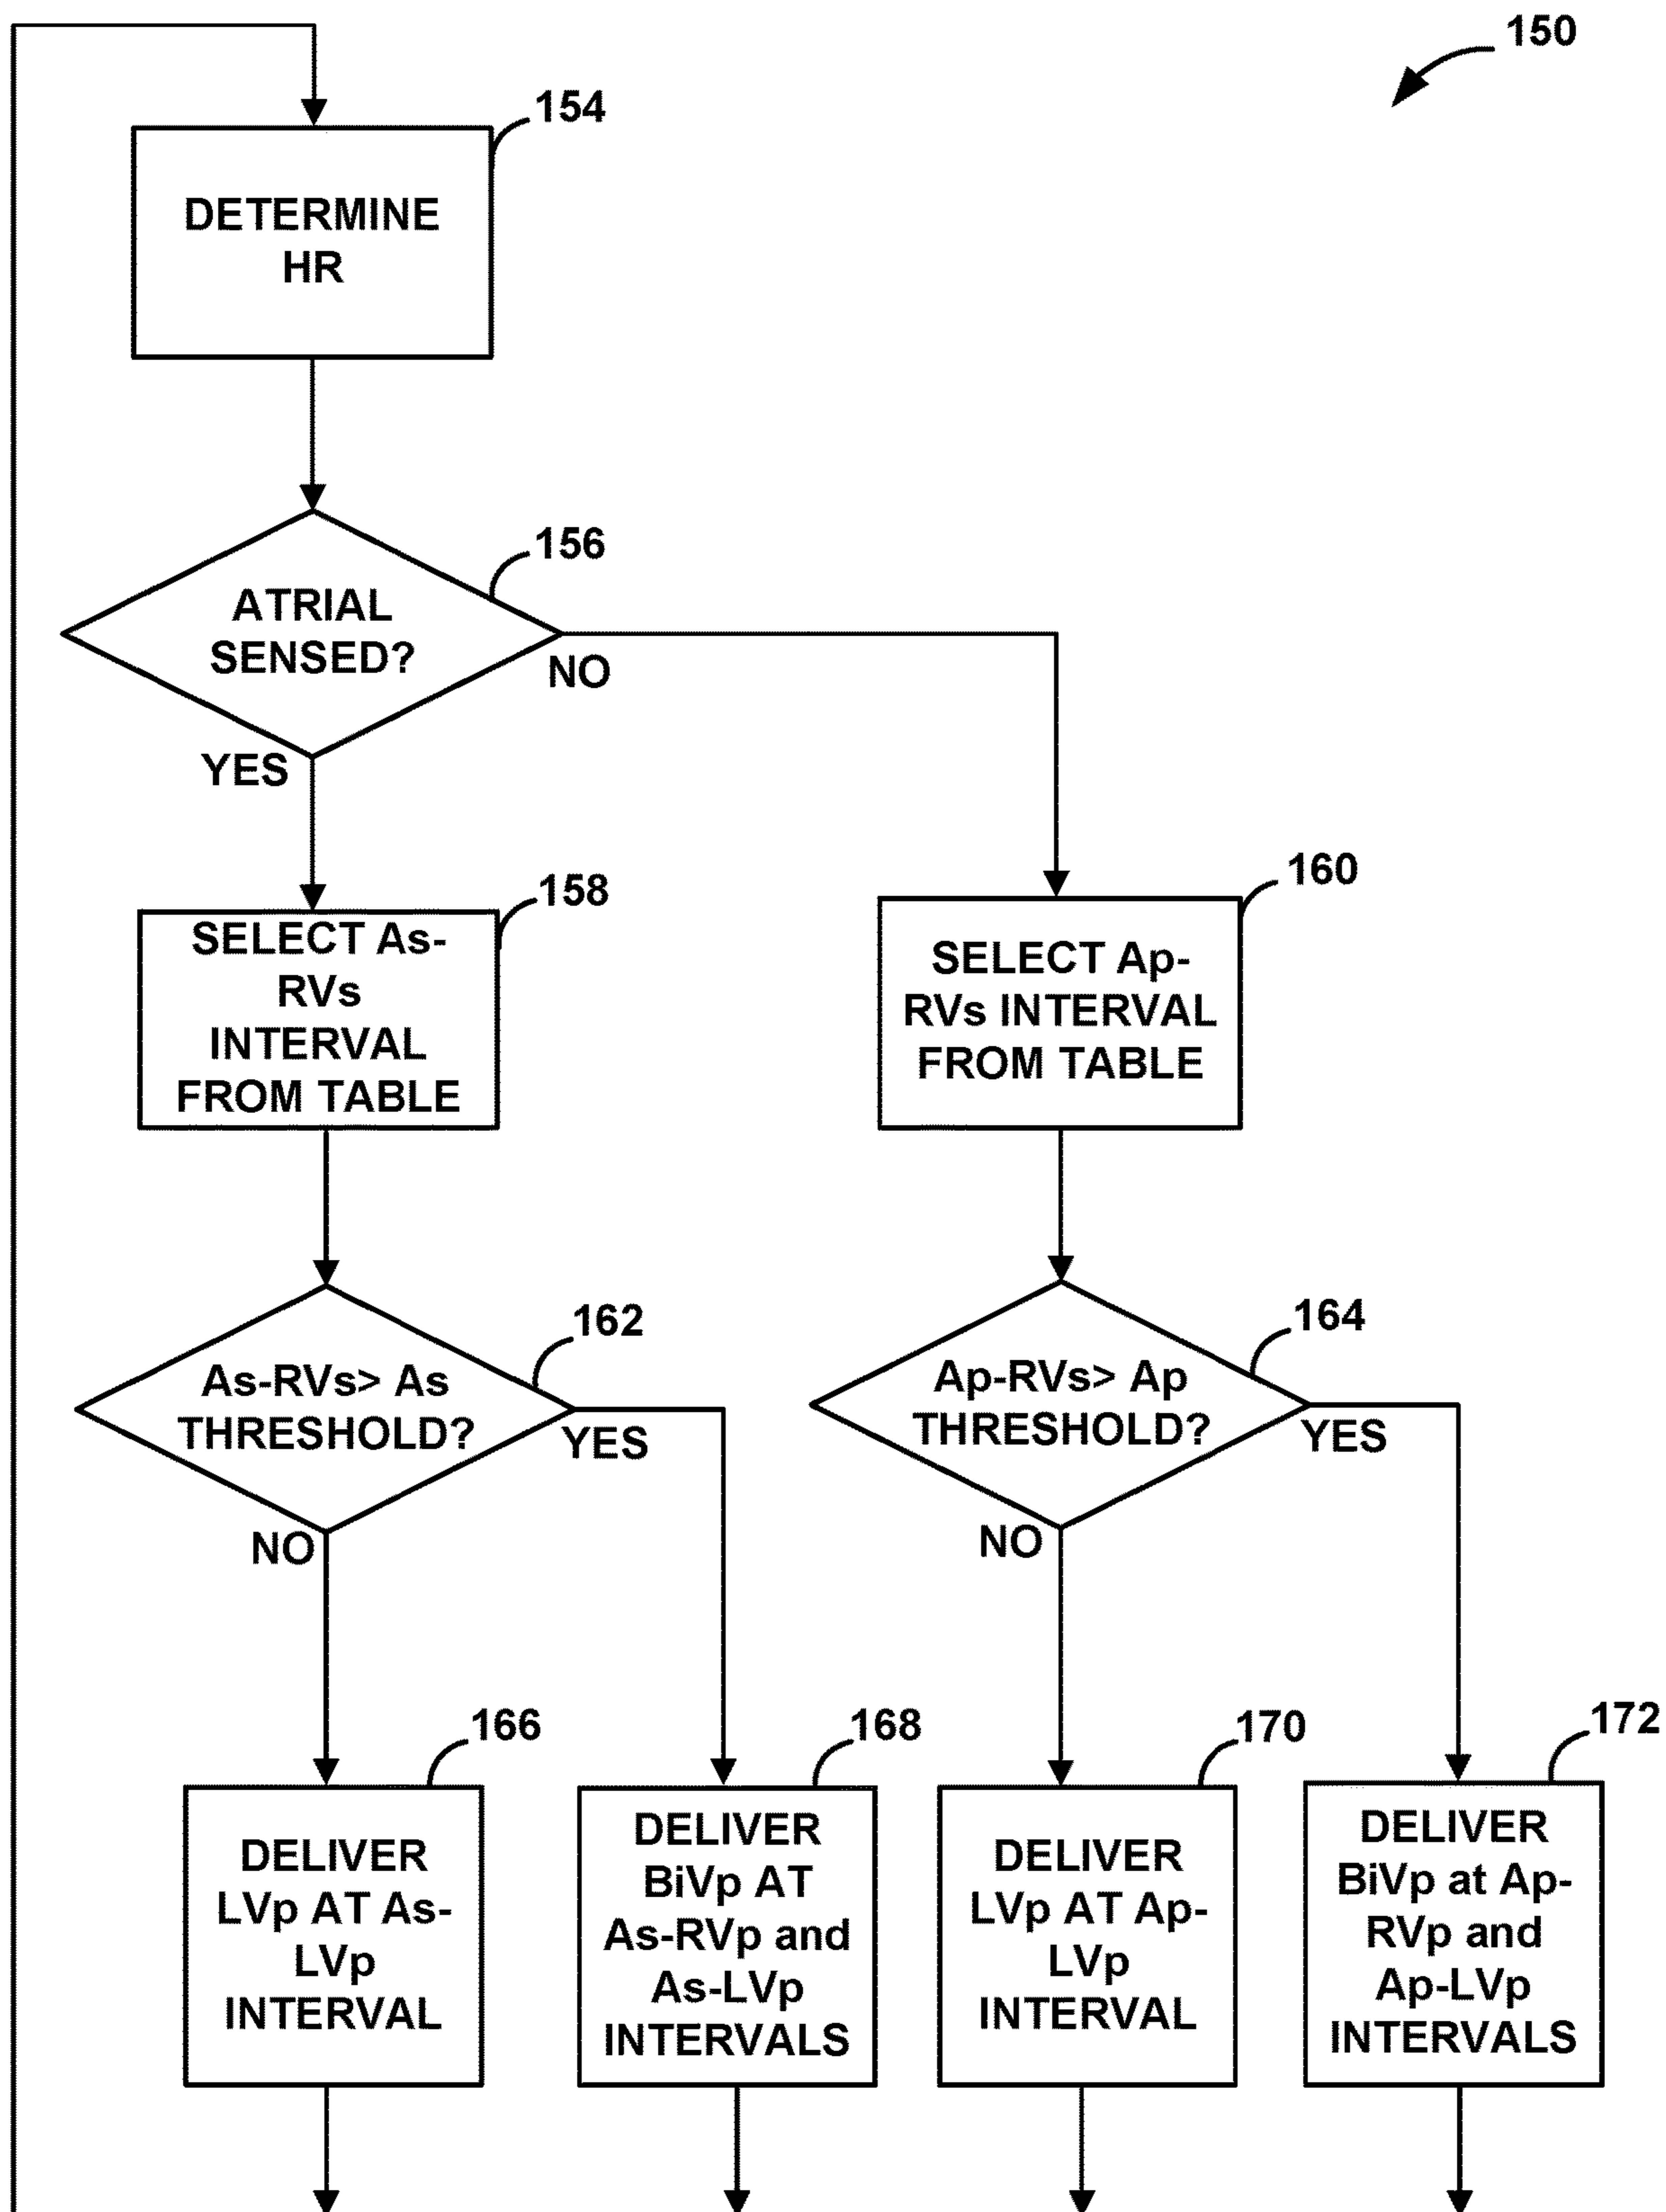 150
154
DETERMINE
HR
156
ATRIAL
SENSED?
NO
YES
158
SELECT As-
RVs
INTERVAL
FROM TABLE
160
SELECT Ap-
RVs INTERVAL
FROM TABLE
162
As-RVs> As
THRESHOLD?
YES
NO
164
Ap-RVs> Ap
THRESHOLD?
YES
NO
166
DELIVER
LVp AT As-
LVp
INTERVAL
168
DELIVER
BiVp AT
As-RVp and
As-LVp
INTERVALS
170
DELIVER
LVp AT Ap-
LVp
INTERVAL
172
DELIVER
BiVp at Ap-
RVp and
Ap-LVp
INTERVALS